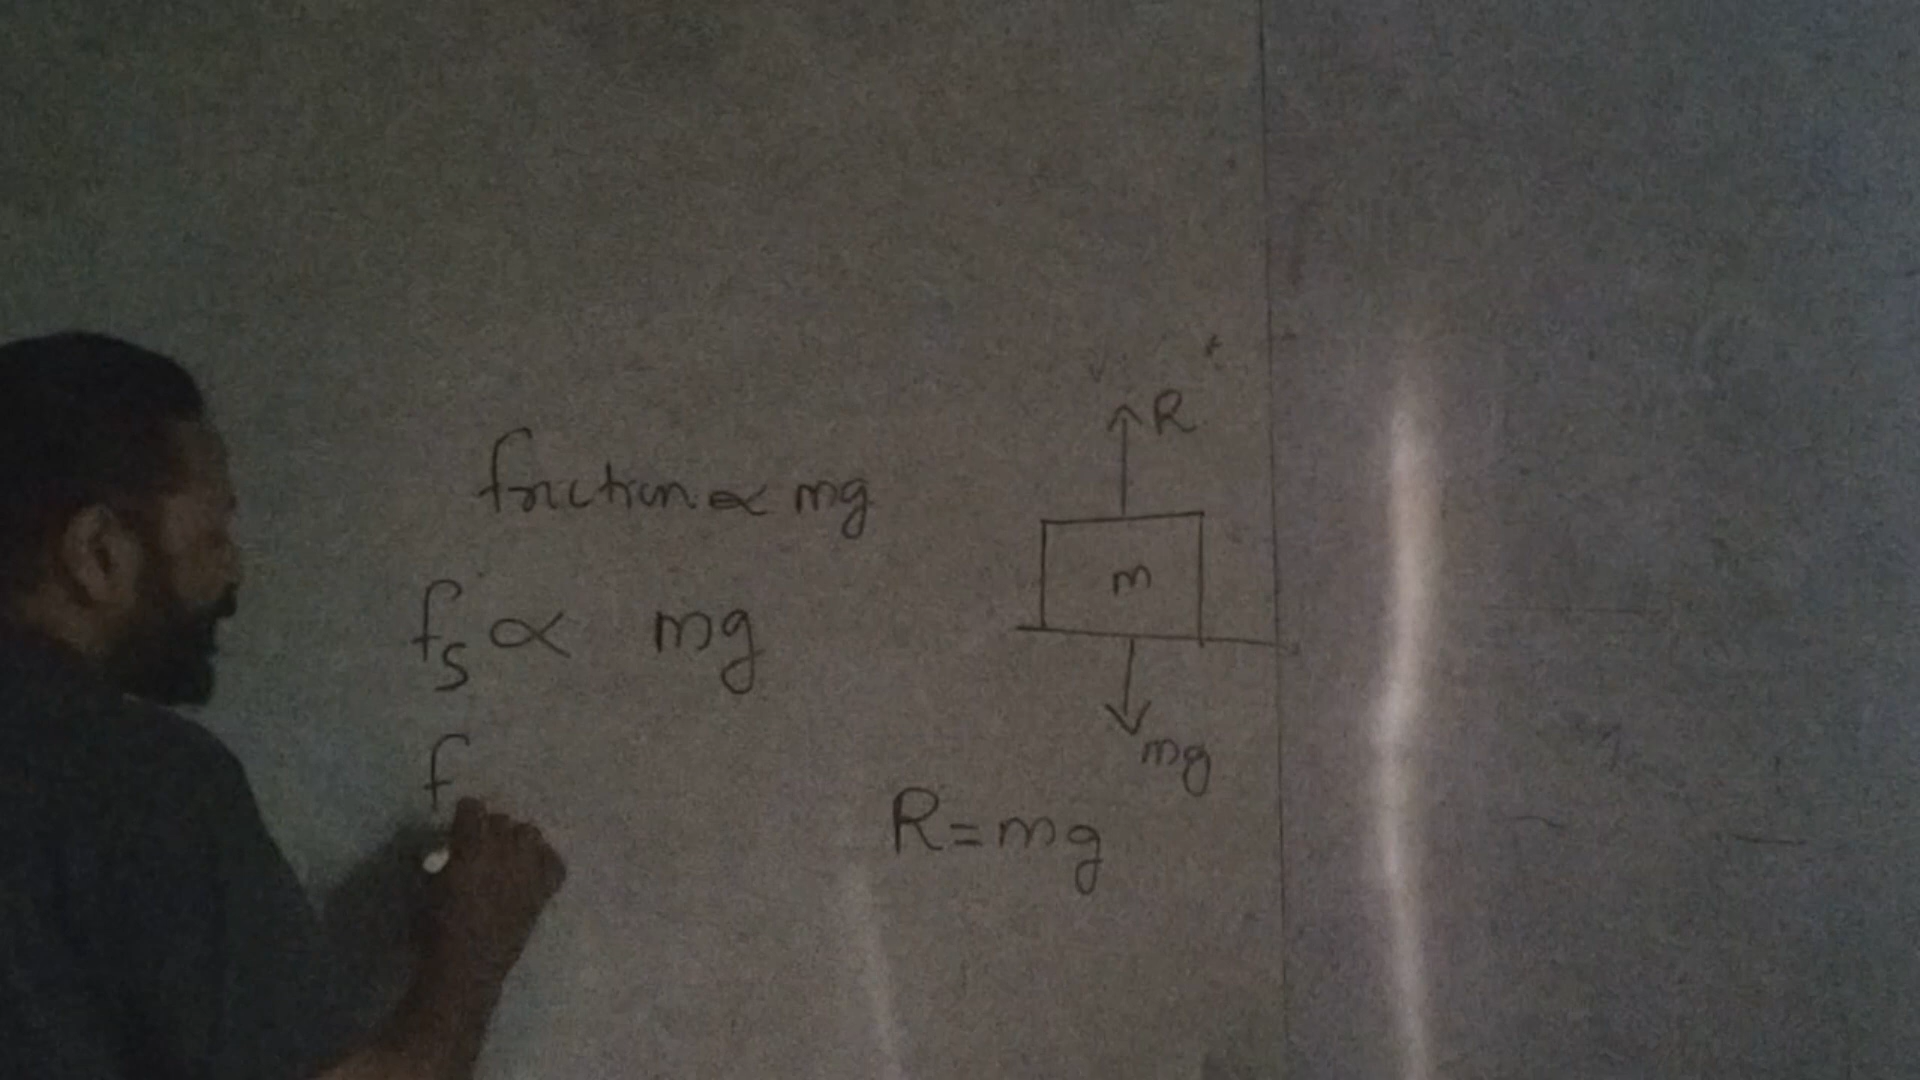 friction ∝ mg
fs ∝ mg
f
R
m
mg
R = mg